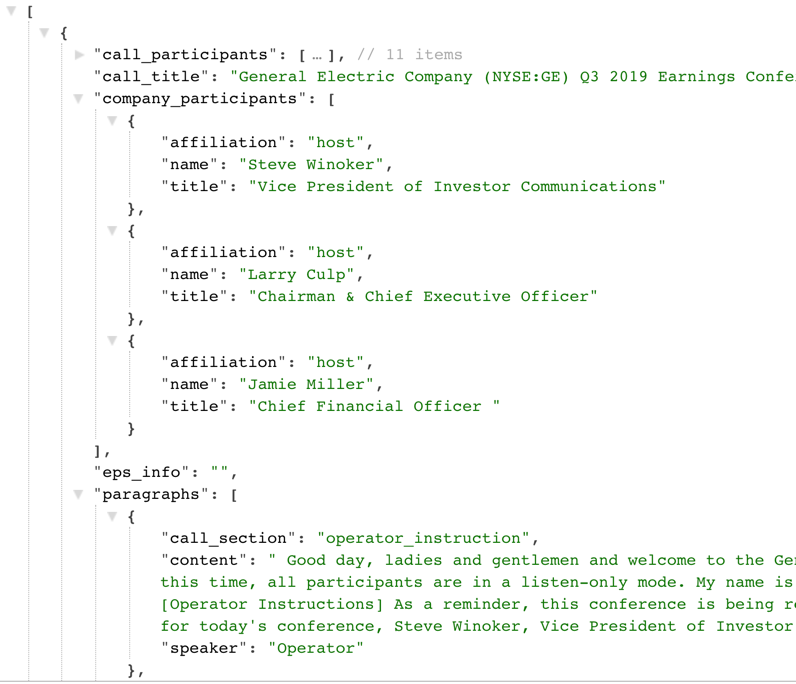 [
{
"call_participants": [ … ], // 11 items
"call_title": "General Electric Company (NYSE:GE) Q3 2019 Earnings
"company_participants": [
{
"affiliation": "host",
"name": "Steve Winoker",
"title": "Vice President of Investor Communications"
},
{
"affiliation": "host",
"name": "Larry Culp",
"title": "Chairman & Chief Executive Officer"
},
{
"affiliation": "host",
"name": "Jamie Miller",
"title": "Chief Financial Officer "
}
],
"eps_info": "",
"paragraphs": [
{
"call_section": "operator_instruction",
"content": " Good day, ladies and gentlemen and welcome to the
this time, all participants are in a listen-only mode. My name is
[Operator Instructions] As a reminder, this conference is being
for today's conference, Steve Winoker, Vice President of Investor
"speaker": "Operator"
},